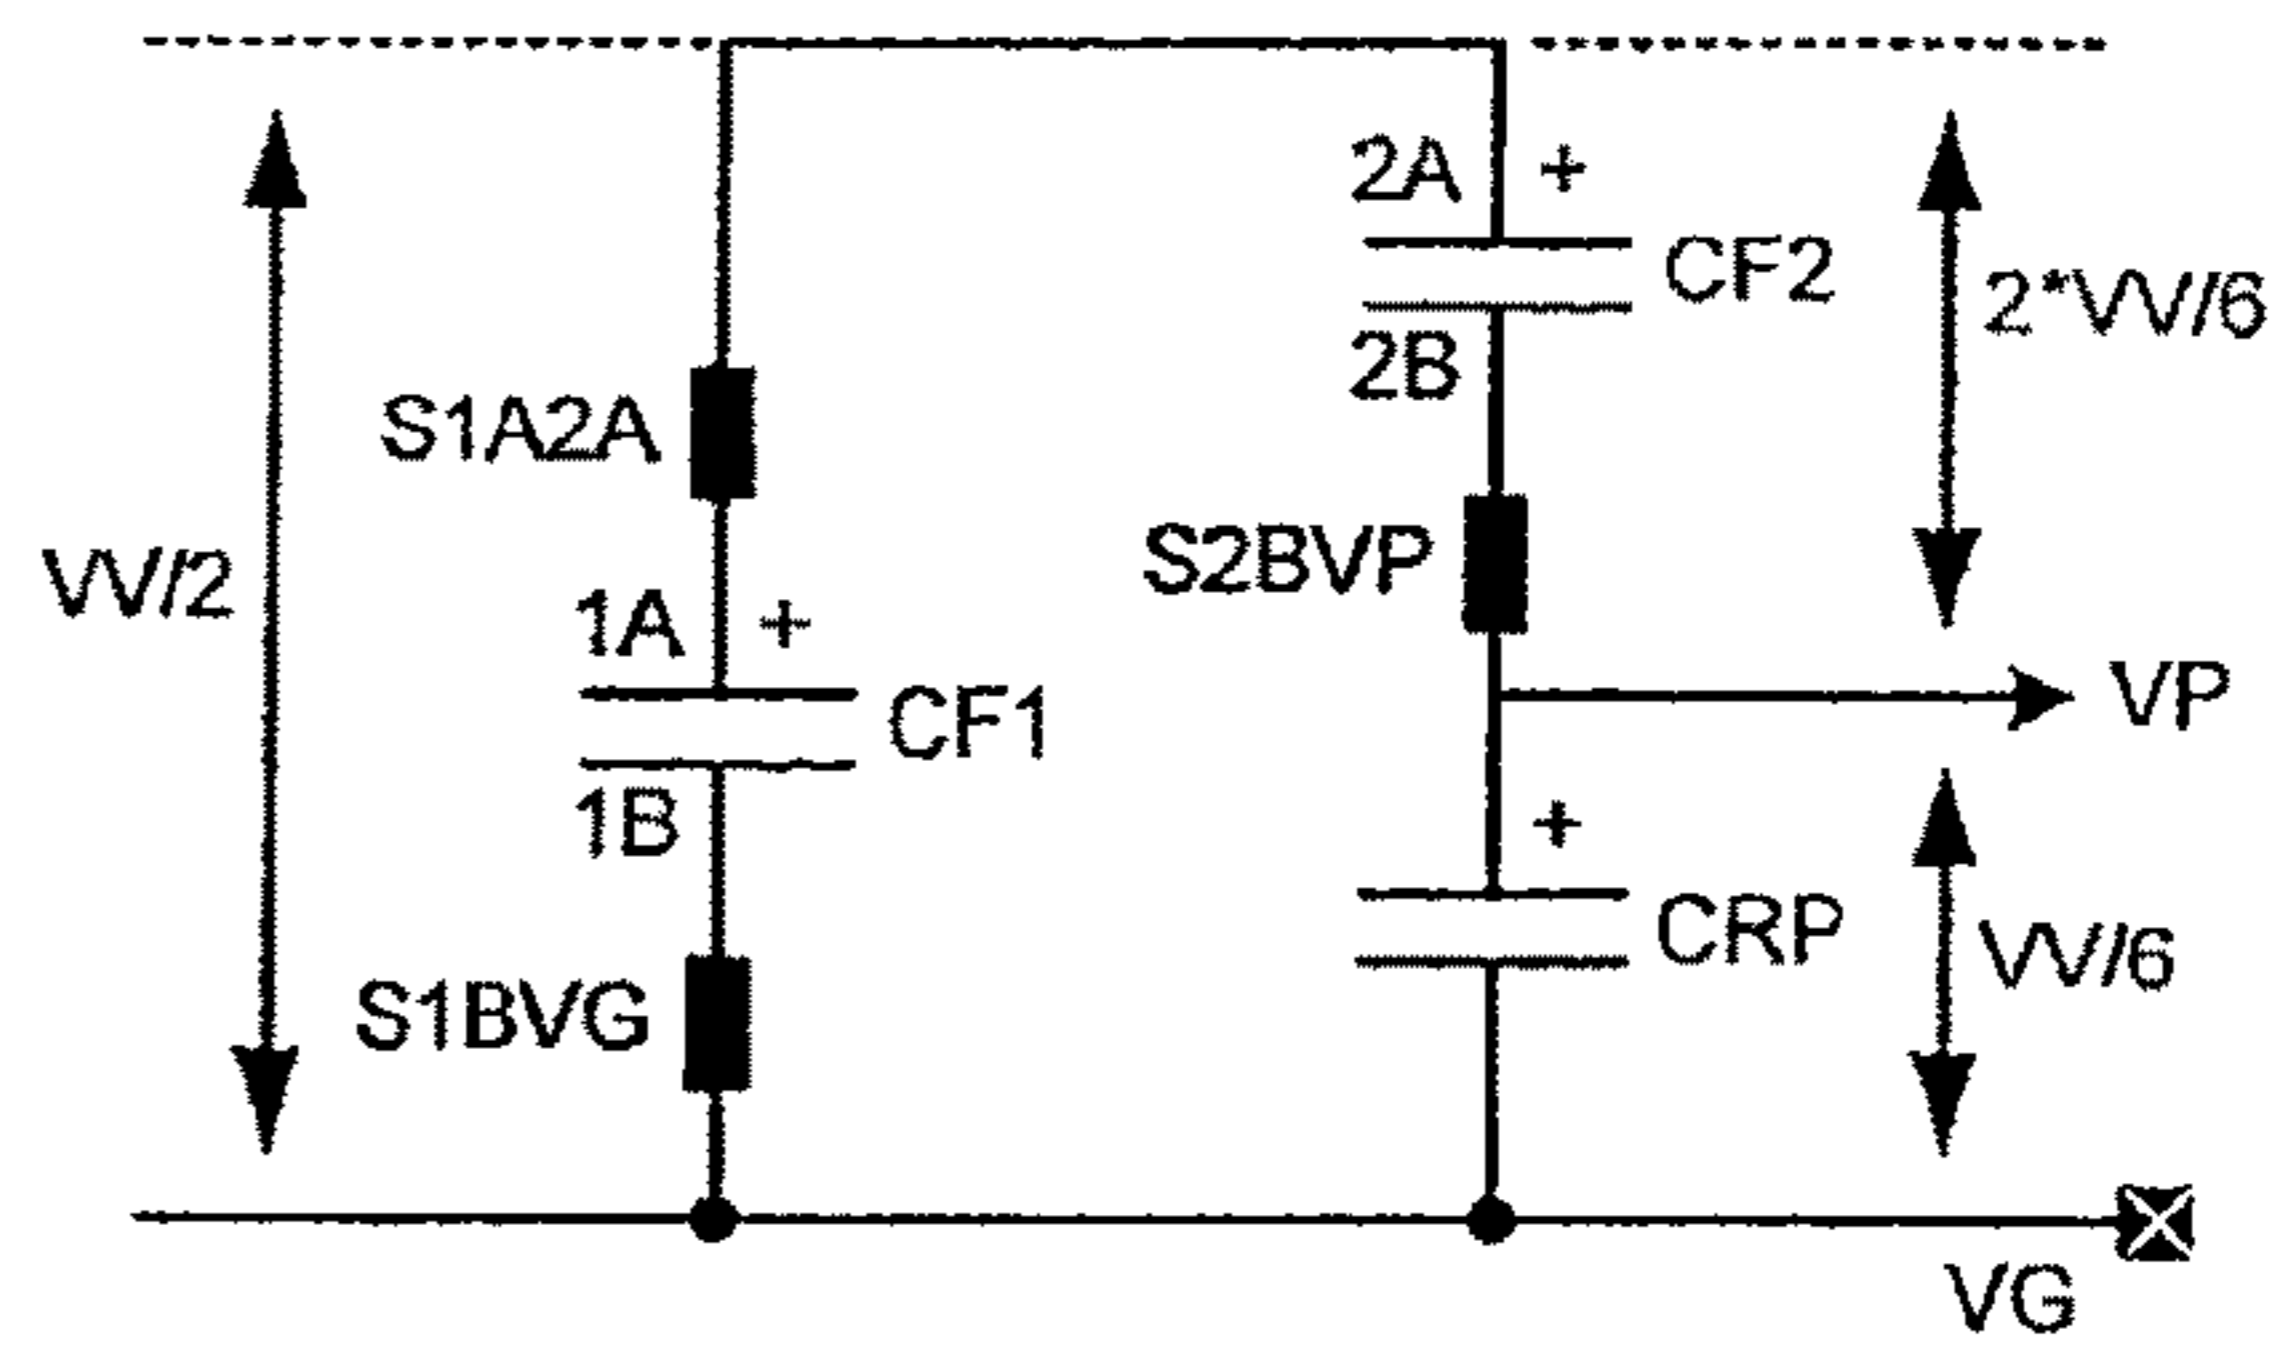 2A +
CF2
2*VV/6
2B
S1A2A
S2BVP
VV/2
1A +
VP
CF1
1B
+
CRP
VV/6
S1BVG
VG